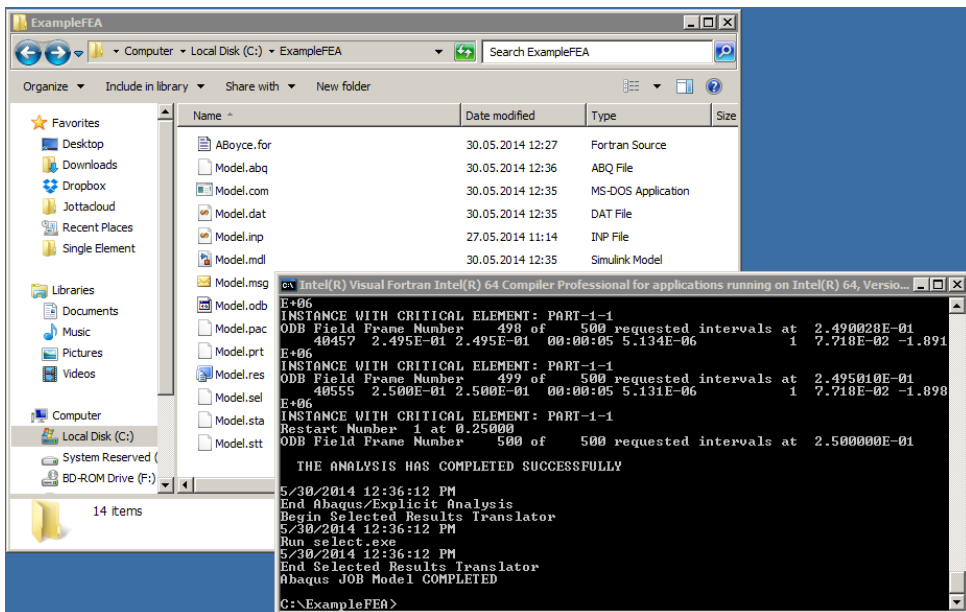 ExampleFEA
Computer Local Disk (C:) ExampleFEA Search ExampleFEA
Organize Include in library Share with New folder
Favorites
Desktop
Downloads
Dropbox
Jottacloud
Recent Places
Single Element
Libraries
Documents
Music
Pictures
Videos
Computer
Local Disk (C:)
System Reserved (
BD-ROM Drive (F:)
Name Date modified Type Size
ABoyce.for 30.05.2014 12:27 Fortran Source
Model.abq 30.05.2014 12:36 ABQ File
Model.com 30.05.2014 12:35 MS-DOS Application
Model.dat 30.05.2014 12:35 DAT File
Model.inp 27.05.2014 11:14 INP File
Model.mdl 30.05.2014 12:35 Simulink Model
Model.msg
Model.odb
Model.pac
Model.prt
Model.res
Model.sel
Model.sta
Model.stt
14 items
Intel(R) Visual Fortran Intel(R) 64 Compiler Professional for applications running on Intel(R) 64, Versio...
E+06
INSTANCE WITH CRITICAL ELEMENT: PART-1-1
ODB Field Frame Number 498 of 500 requested intervals at 2.490028E-01
40457 2.495E-01 2.495E-01 00:00:05 5.134E-06 1 7.718E-02 -1.891
E+06
INSTANCE WITH CRITICAL ELEMENT: PART-1-1
ODB Field Frame Number 499 of 500 requested intervals at 2.495010E-01
40555 2.500E-01 2.500E-01 00:00:05 5.131E-06 1 7.718E-02 -1.898
E+06
INSTANCE WITH CRITICAL ELEMENT: PART-1-1
Restart Number 1 at 0.25000
ODB Field Frame Number 500 of 500 requested intervals at 2.500000E-01
THE ANALYSIS HAS COMPLETED SUCCESSFULLY
5/30/2014 12:36:12 PM
End Abaqus/Explicit Analysis
Begin Selected Results Translator
5/30/2014 12:36:12 PM
Run select.exe
5/30/2014 12:36:12 PM
End Selected Results Translator
Abaqus JOB Model COMPLETED
C:\ExampleFEA>